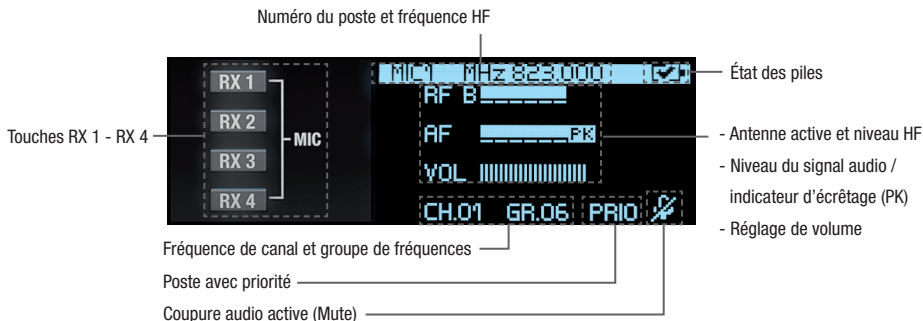 Numéro du poste et fréquence HF
MIC1 MHz 823.000
État des piles
RX 1
RX 2
RX 3
RX 4
MIC
Touches RX 1 - RX 4
RF B
AF PK
VOL
- Antenne active et niveau HF
- Niveau du signal audio /
indicateur d'écrêtage (PK)
- Réglage de volume
CH.01 GR.06 PRIO
Fréquence de canal et groupe de fréquences
Poste avec priorité
Coupure audio active (Mute)